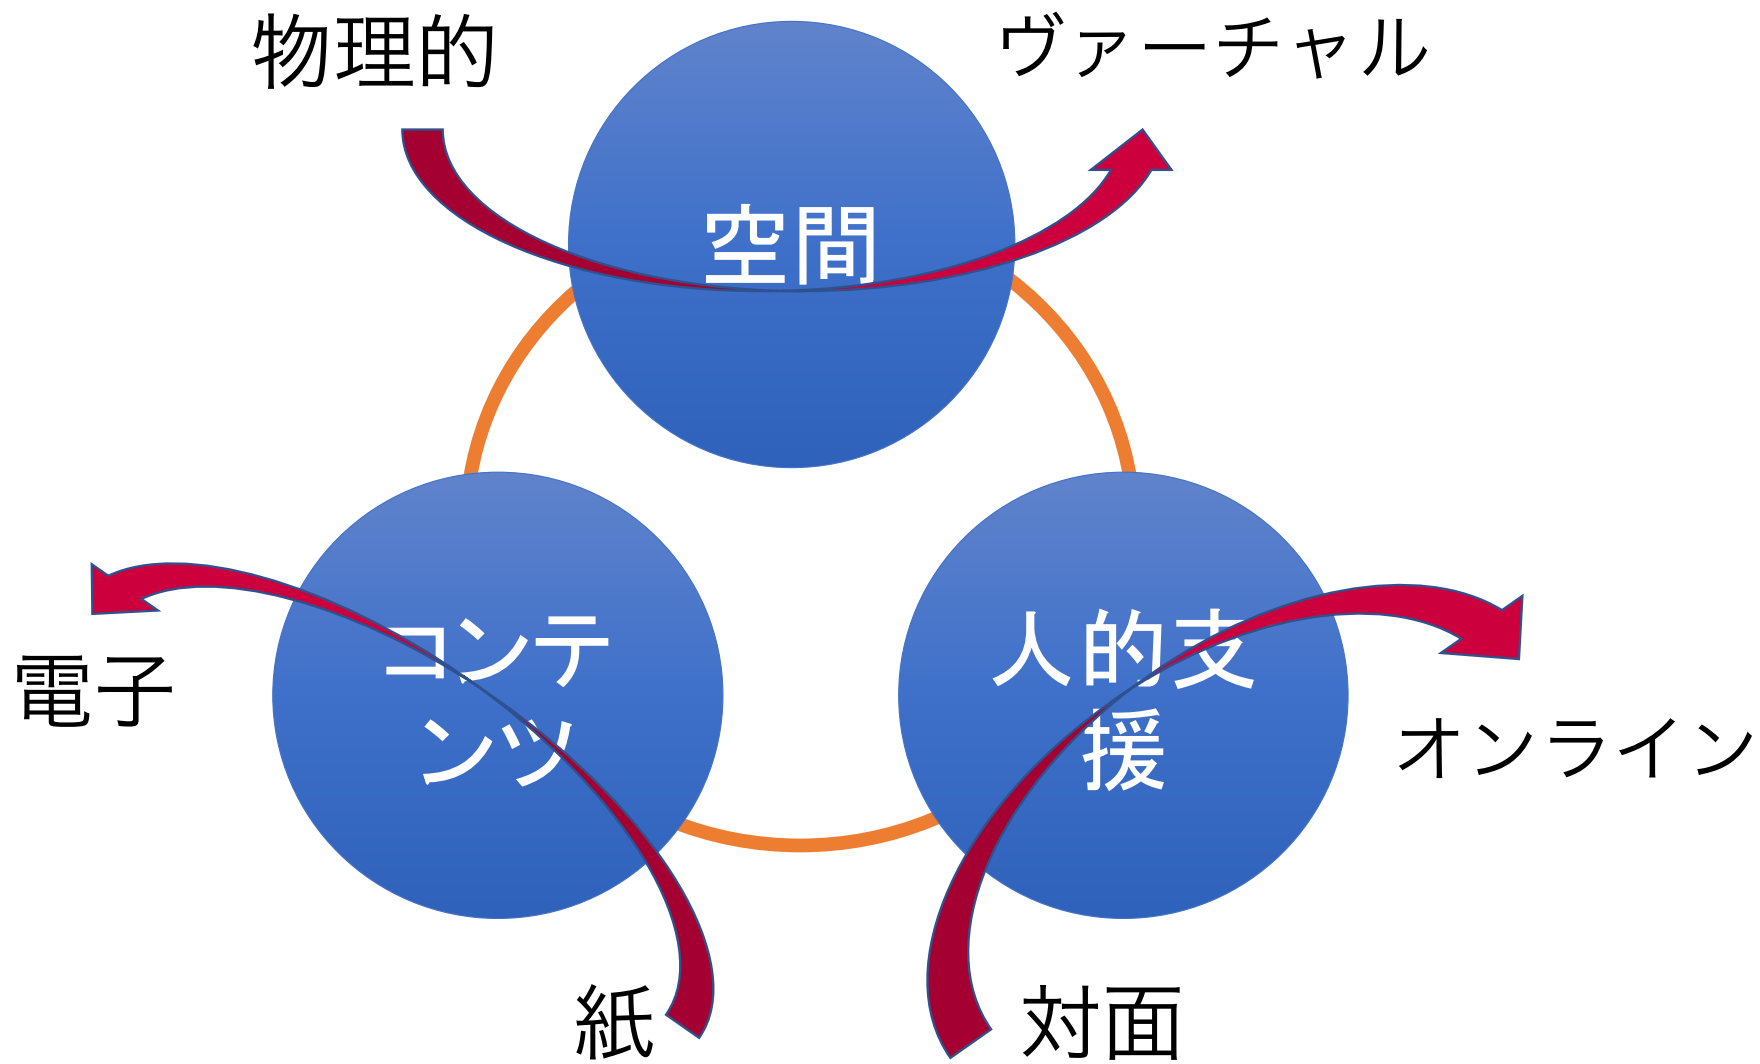 物理的
ヴァーチャル
空間
電子
コンテ
ンツ
人的支
援
オンライン
紙
対面